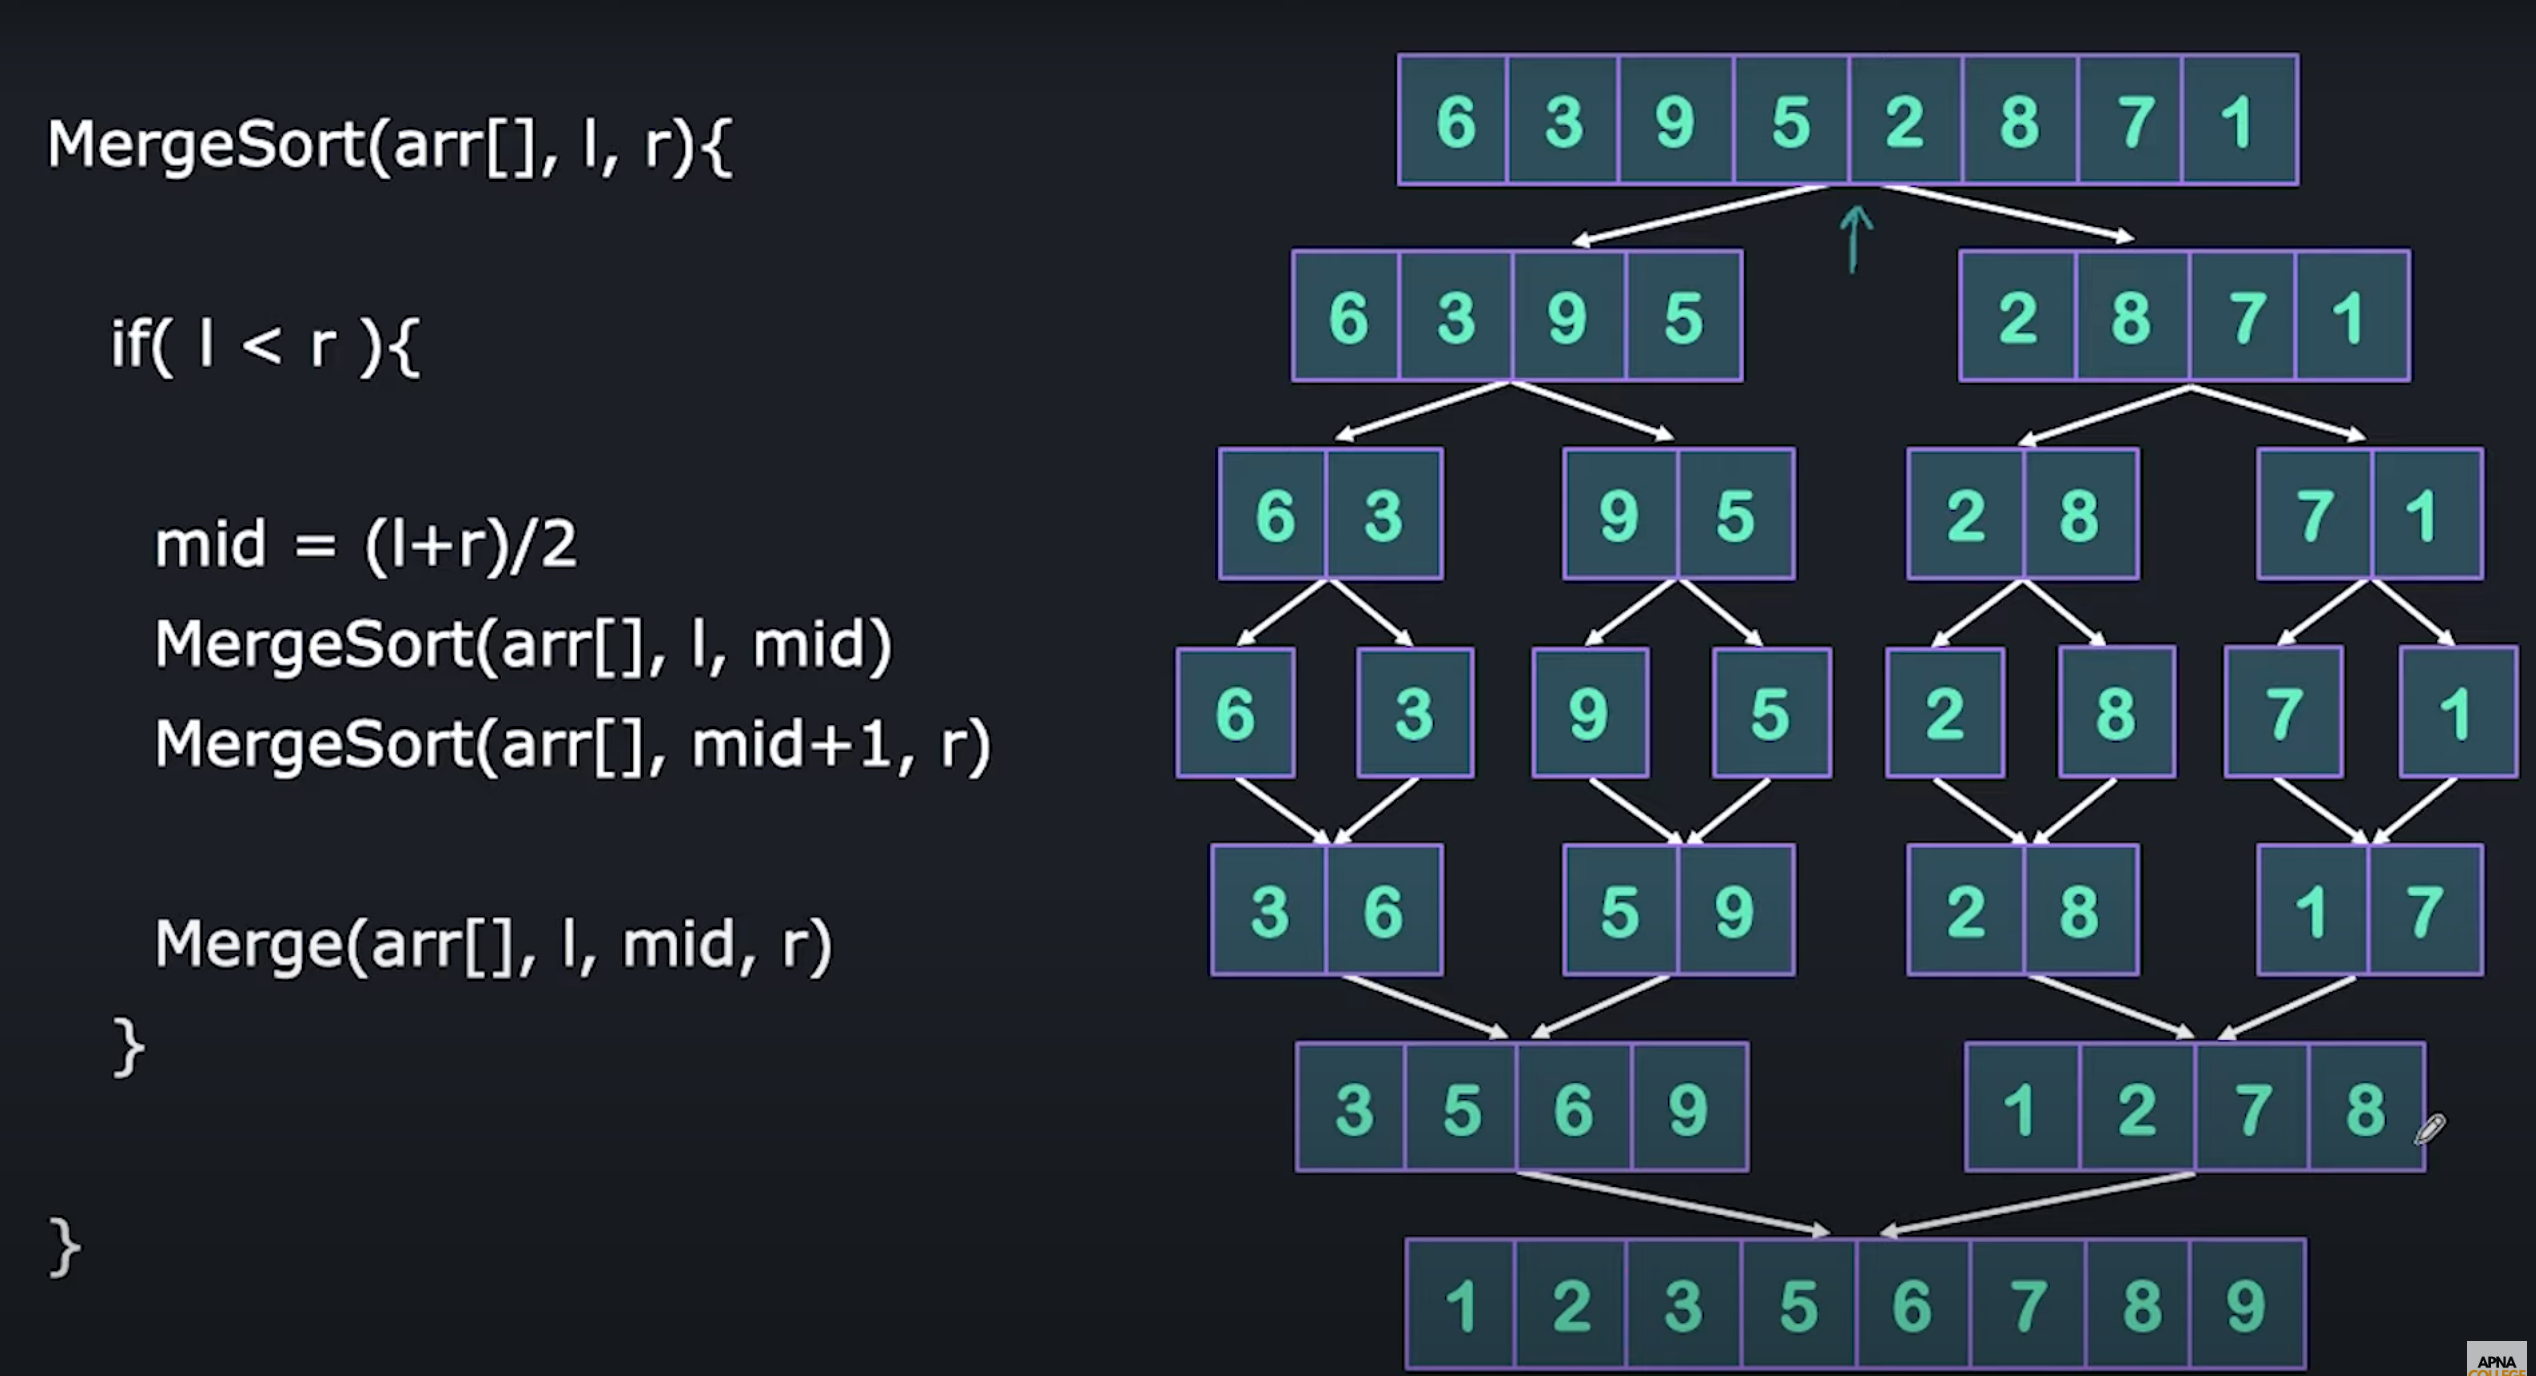 MergeSort(arr[], l, r){
if( l < r ){
mid = (l+r)/2
MergeSort(arr[], l, mid)
MergeSort(arr[], mid+1, r)
Merge(arr[], l, mid, r)
}
}
6 3 9 5 2 8 7 1
6 3 9 5 2 8 7 1
6 3 9 5 2 8 7 1
6 3 9 5 2 8 7 1
3 6 5 9 2 8 1 7
3 5 6 9 1 2 7 8
1 2 3 5 6 7 8 9
APNA
COLLEGE